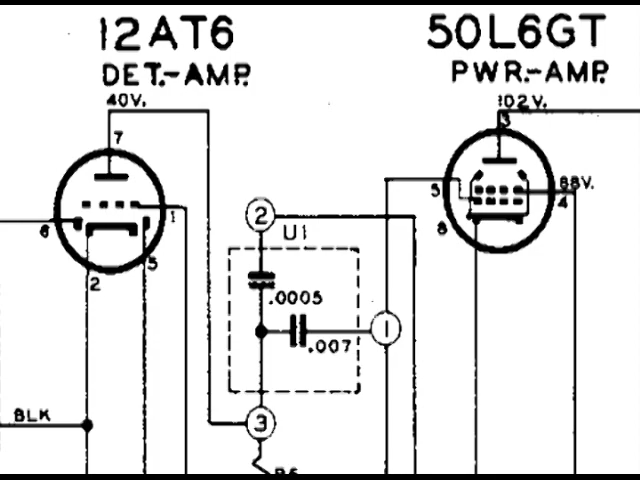 12AT6
DET.-AMP.
50L6GT
PWR.-AMP.
40V.
102V.
7
3
6
1
5
2
5
88V.
4
8
2
U1
.0005
.007
1
3
BLK